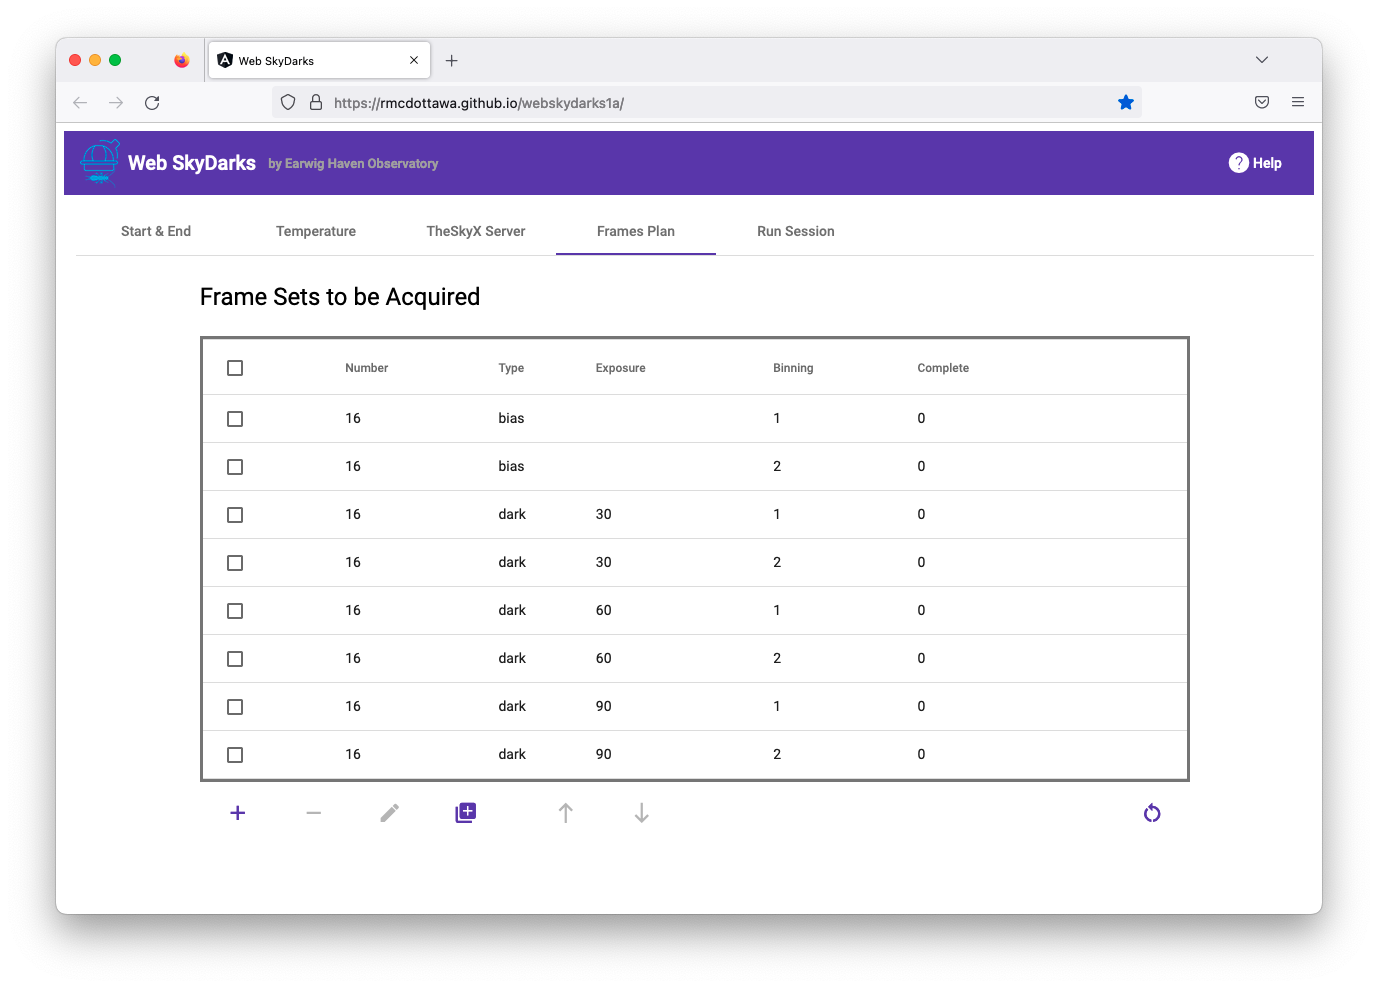 Web SkyDarks
https://rmcdottawa.github.io/webskydarks1a/
Web SkyDarks by Earwig Haven Observatory
? Help
Start & End Temperature TheSkyX Server Frames Plan Run Session
Frame Sets to be Acquired
Number Type Exposure Binning Complete
16 bias 1 0
16 bias 2 0
16 dark 30 1 0
16 dark 30 2 0
16 dark 60 1 0
16 dark 60 2 0
16 dark 90 1 0
16 dark 90 2 0